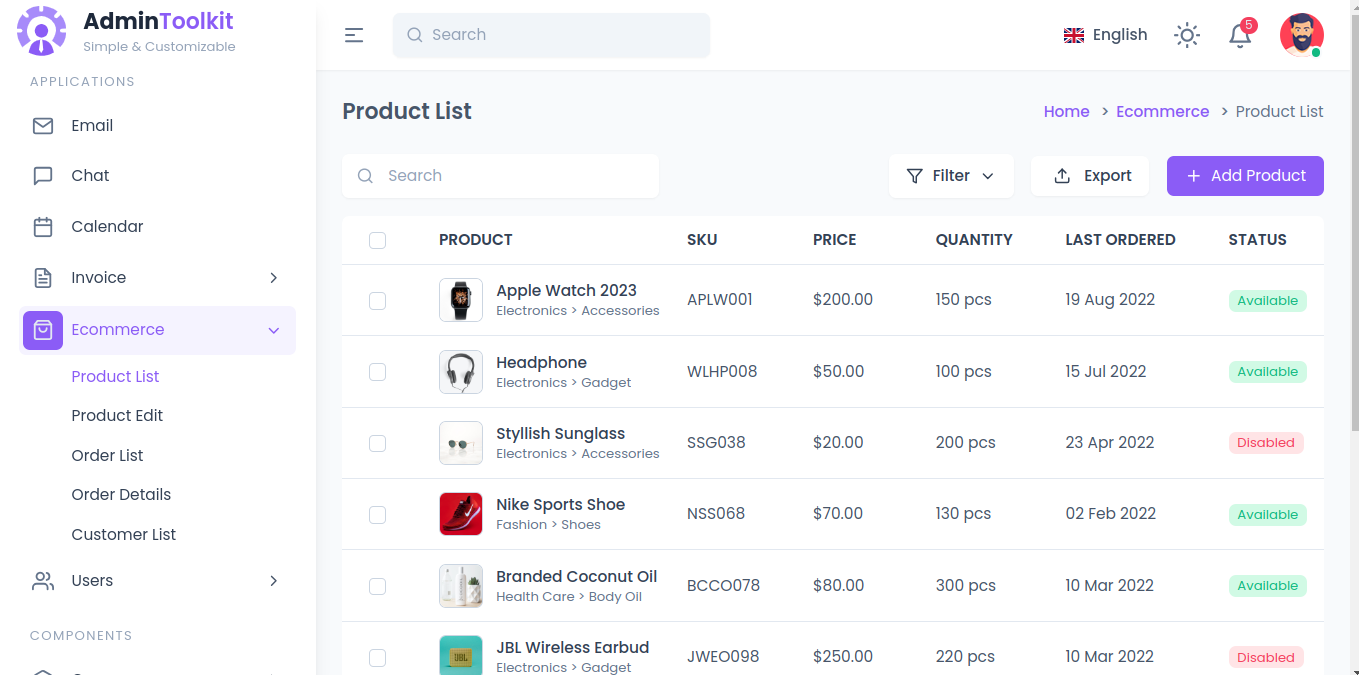 AdminToolkit
Simple & Customizable
Search
English
5
APPLICATIONS
Email
Chat
Calendar
Invoice
Ecommerce
Product List
Product Edit
Order List
Order Details
Customer List
Users
COMPONENTS
Product List
Home > Ecommerce > Product List
Search
Filter
Export
+ Add Product
PRODUCT SKU PRICE QUANTITY LAST ORDERED STATUS
Apple Watch 2023
Electronics > Accessories
APLW001 $200.00 150 pcs 19 Aug 2022 Available
Headphone
Electronics > Gadget
WLHP008 $50.00 100 pcs 15 Jul 2022 Available
Styllish Sunglass
Electronics > Accessories
SSG038 $20.00 200 pcs 23 Apr 2022 Disabled
Nike Sports Shoe
Fashion > Shoes
NSS068 $70.00 130 pcs 02 Feb 2022 Available
Branded Coconut Oil
Health Care > Body Oil
BCCO078 $80.00 300 pcs 10 Mar 2022 Available
JBL
JBL Wireless Earbud
Electronics > Gadget
JWEO098 $250.00 220 pcs 10 Mar 2022 Disabled